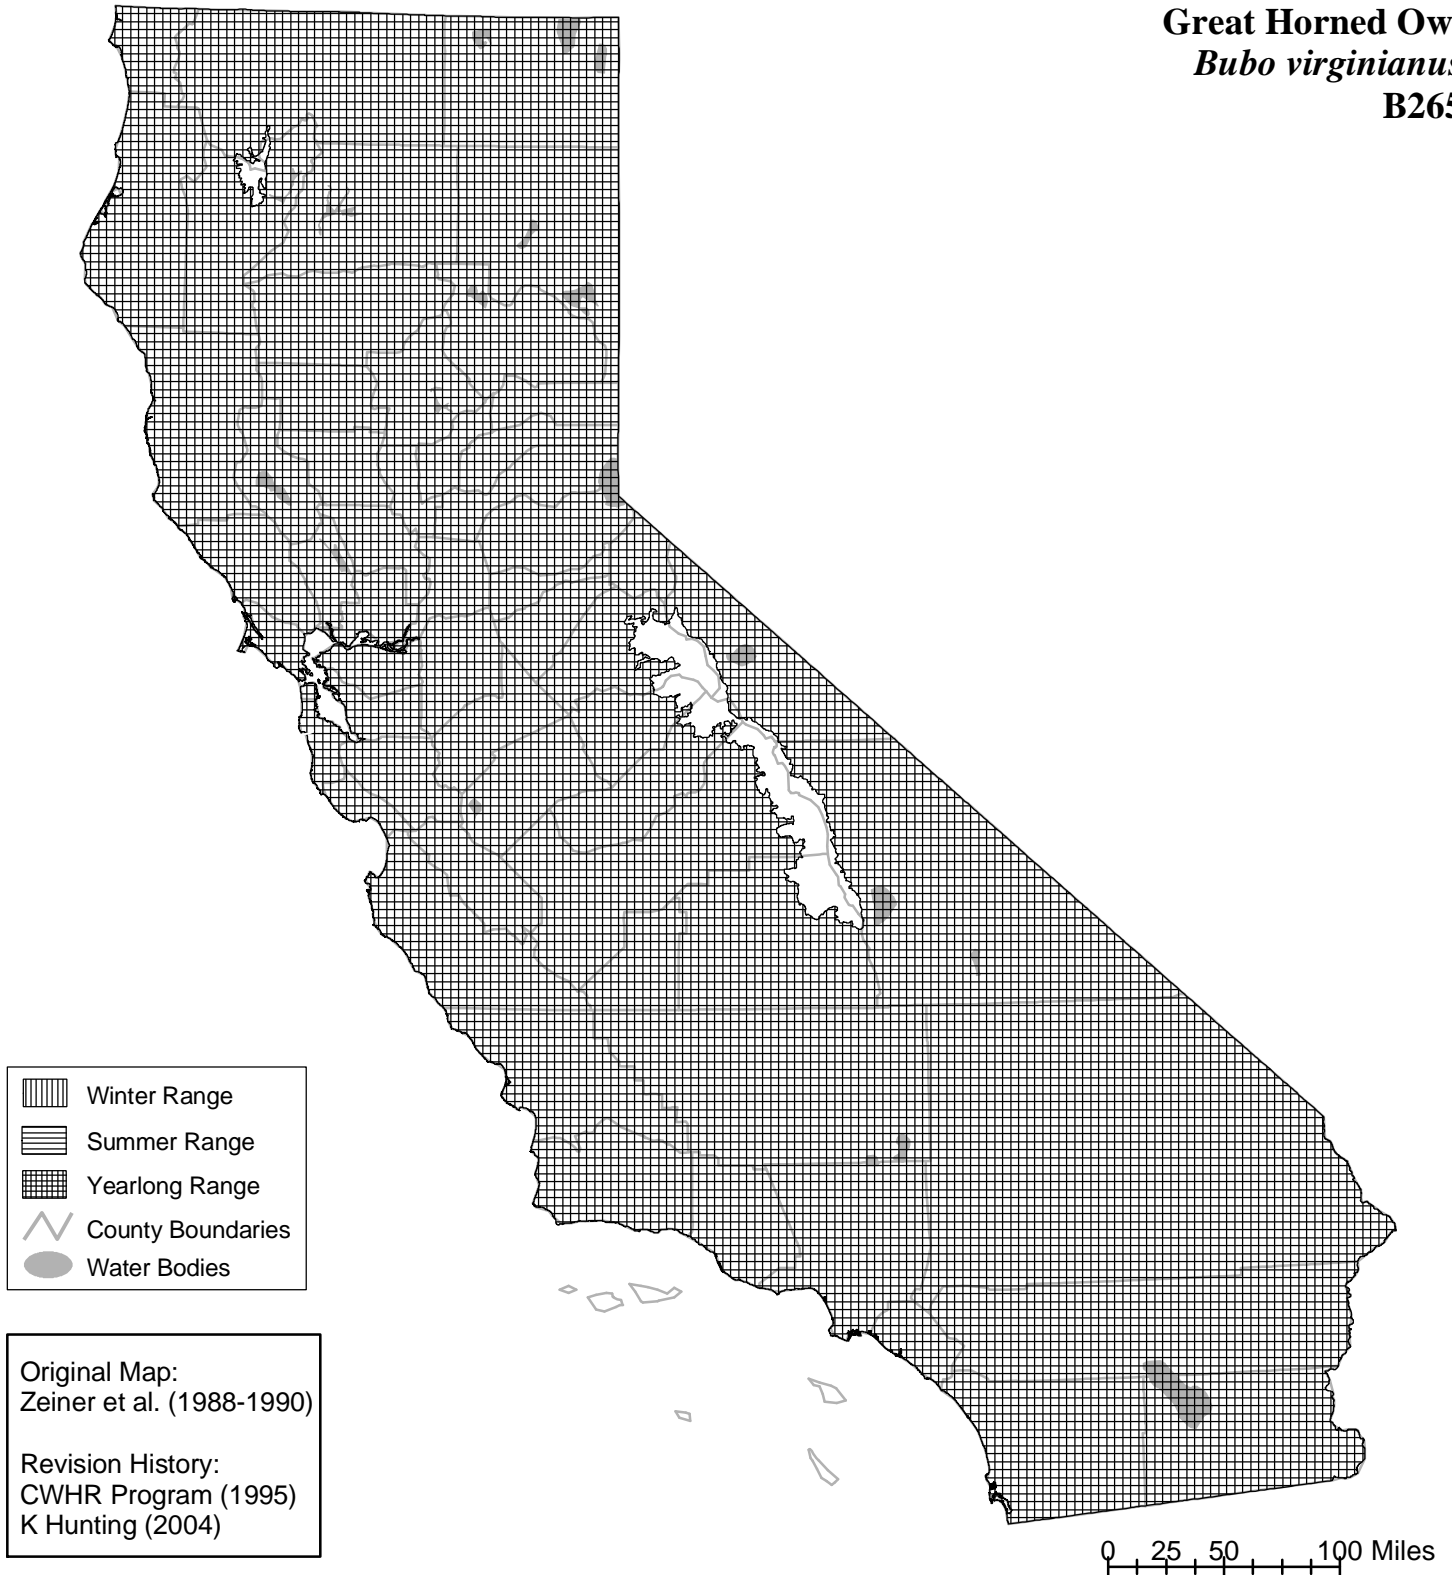 Great Horned Ow
Bubo virginianus
B265
Winter Range
Summer Range
Yearlong Range
County Boundaries
Water Bodies
Original Map:
Zeiner et al. (1988-1990)
Revision History:
CWHR Program (1995)
K Hunting (2004)
0 25 50 100 Miles